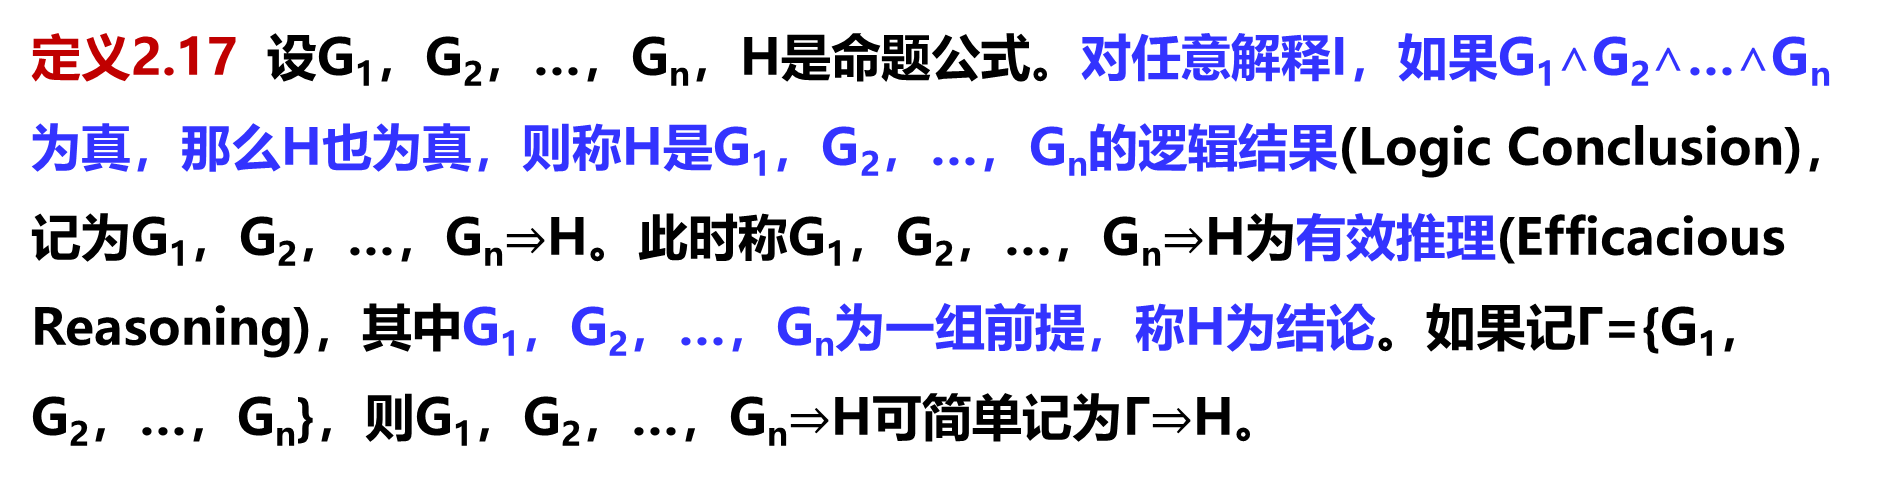 定义2.17 设G₁，G₂，…，Gₙ，H是命题公式。对任意解释I，如果G₁∧G₂∧…∧Gₙ
为真，那么H也为真，则称H是G₁，G₂，…，Gₙ的逻辑结果(Logic Conclusion)，
记为G₁，G₂，…，Gₙ⇒H。此时称G₁，G₂，…，Gₙ⇒H为有效推理(Efficacious
Reasoning)，其中G₁，G₂，…，Gₙ为一组前提，称H为结论。如果记Γ={G₁，
G₂，…，Gₙ}，则G₁，G₂，…，Gₙ⇒H可简单记为Γ⇒H。